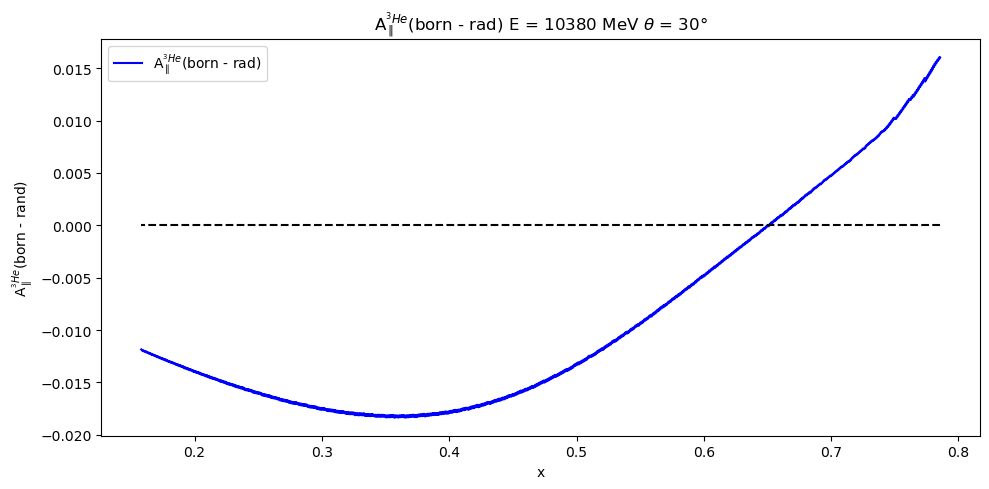 A∥³ᴴᵉ(born - rad) E = 10380 MeV θ = 30°
A∥³ᴴᵉ(born - rad)
A∥³ᴴᵉ(born - rand)
0.015
0.010
0.005
0.000
−0.005
−0.010
−0.015
−0.020
0.2 0.3 0.4 0.5 0.6 0.7 0.8
x